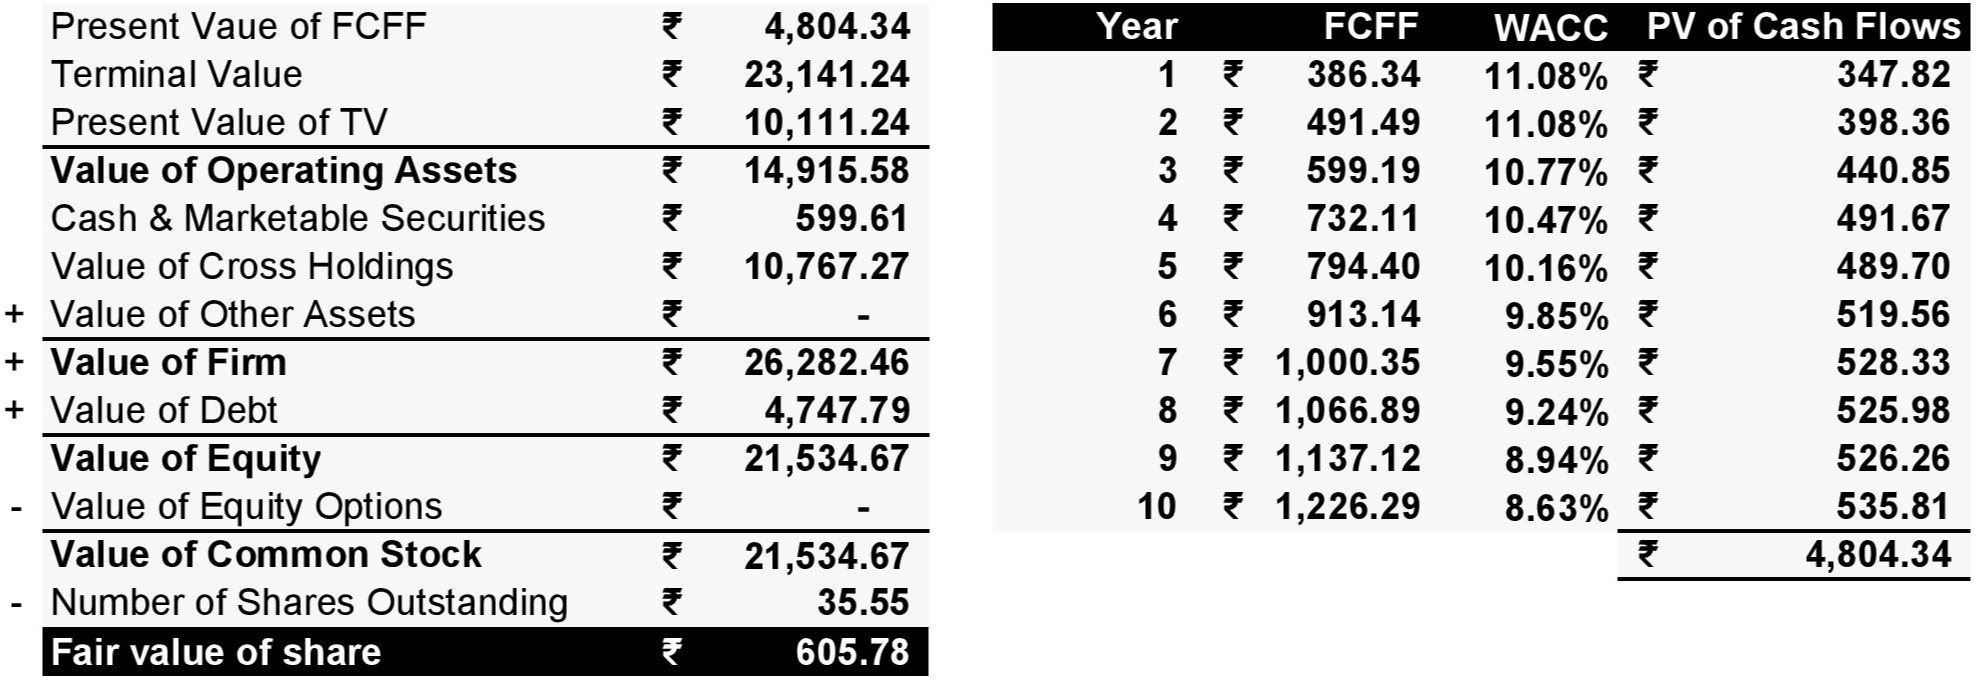 Present Vaue of FCFF ₹ 4,804.34
Terminal Value ₹ 23,141.24
Present Value of TV ₹ 10,111.24
Value of Operating Assets ₹ 14,915.58
Cash & Marketable Securities ₹ 599.61
Value of Cross Holdings ₹ 10,767.27
+ Value of Other Assets ₹ -
+ Value of Firm ₹ 26,282.46
+ Value of Debt ₹ 4,747.79
Value of Equity ₹ 21,534.67
- Value of Equity Options ₹ -
Value of Common Stock ₹ 21,534.67
- Number of Shares Outstanding ₹ 35.55
Fair value of share ₹ 605.78
Year FCFF WACC PV of Cash Flows
1 ₹ 386.34 11.08% ₹ 347.82
2 ₹ 491.49 11.08% ₹ 398.36
3 ₹ 599.19 10.77% ₹ 440.85
4 ₹ 732.11 10.47% ₹ 491.67
5 ₹ 794.40 10.16% ₹ 489.70
6 ₹ 913.14 9.85% ₹ 519.56
7 ₹ 1,000.35 9.55% ₹ 528.33
8 ₹ 1,066.89 9.24% ₹ 525.98
9 ₹ 1,137.12 8.94% ₹ 526.26
10 ₹ 1,226.29 8.63% ₹ 535.81
₹ 4,804.34